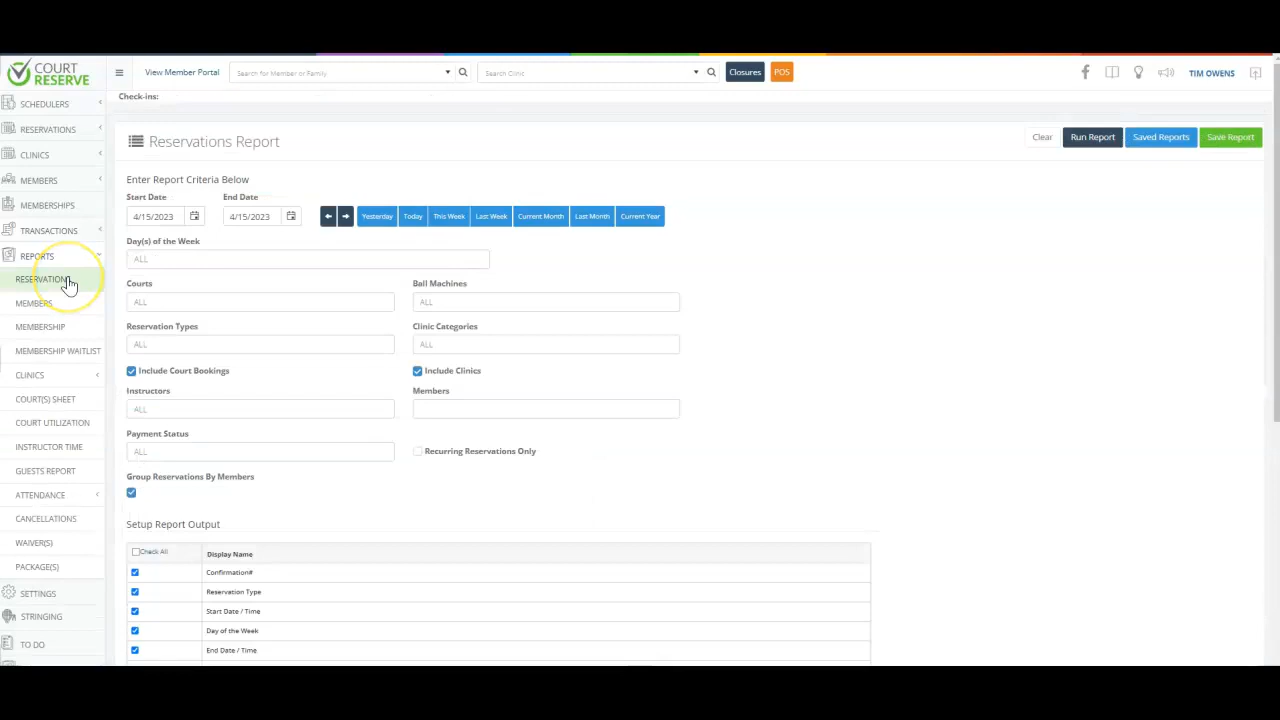 COURT
RESERVE
View Member Portal
Search for Member or Family
Search Clinic
Closures
POS
TIM OWENS
Check-ins:
SCHEDULERS
RESERVATIONS
CLINICS
MEMBERS
MEMBERSHIPS
TRANSACTIONS
REPORTS
RESERVATION
MEMBERS
MEMBERSHIP
MEMBERSHIP WAITLIST
CLINICS
COURT(S) SHEET
COURT UTILIZATION
INSTRUCTOR TIME
GUESTS REPORT
ATTENDANCE
CANCELLATIONS
WAIVER(S)
PACKAGE(S)
SETTINGS
STRINGING
TO DO
Reservations Report
Clear
Run Report
Saved Reports
Save Report
Enter Report Criteria Below
Start Date
End Date
4/15/2023
4/15/2023
Yesterday
Today
This Week
Last Week
Current Month
Last Month
Current Year
Day(s) of the Week
ALL
Courts
Ball Machines
ALL
ALL
Reservation Types
Clinic Categories
ALL
ALL
Include Court Bookings
Include Clinics
Instructors
Members
ALL
Payment Status
ALL
Recurring Reservations Only
Group Reservations By Members
Setup Report Output
Check All
Display Name
Confirmation#
Reservation Type
Start Date / Time
Day of the Week
End Date / Time